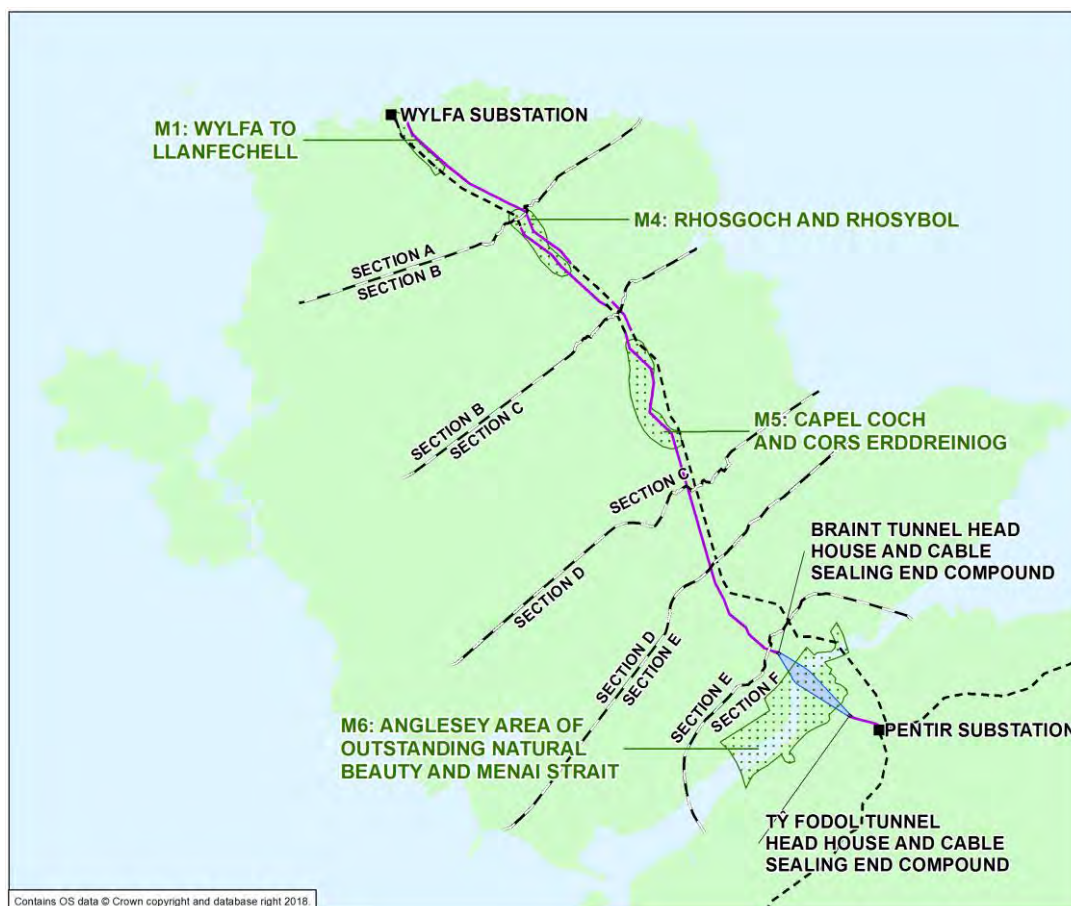 WYLFA SUBSTATION
M1: WYLFA TO
LLANFECHELL
M4: RHOSGOCH AND RHOSYBOL
SECTION A
SECTION B
SECTION B
SECTION C
M5: CAPEL COCH
AND CORS ERDDREINIOG
SECTION C
SECTION D
BRAINT TUNNEL HEAD
HOUSE AND CABLE
SEALING END COMPOUND
SECTION D
SECTION E
SECTION E
SECTION F
M6: ANGLESEY AREA OF
OUTSTANDING NATURAL
BEAUTY AND MENAI STRAIT
PENTIR SUBSTATION
TŶ FODOL TUNNEL
HEAD HOUSE AND CABLE
SEALING END COMPOUND
Contains OS data © Crown copyright and database right 2018.